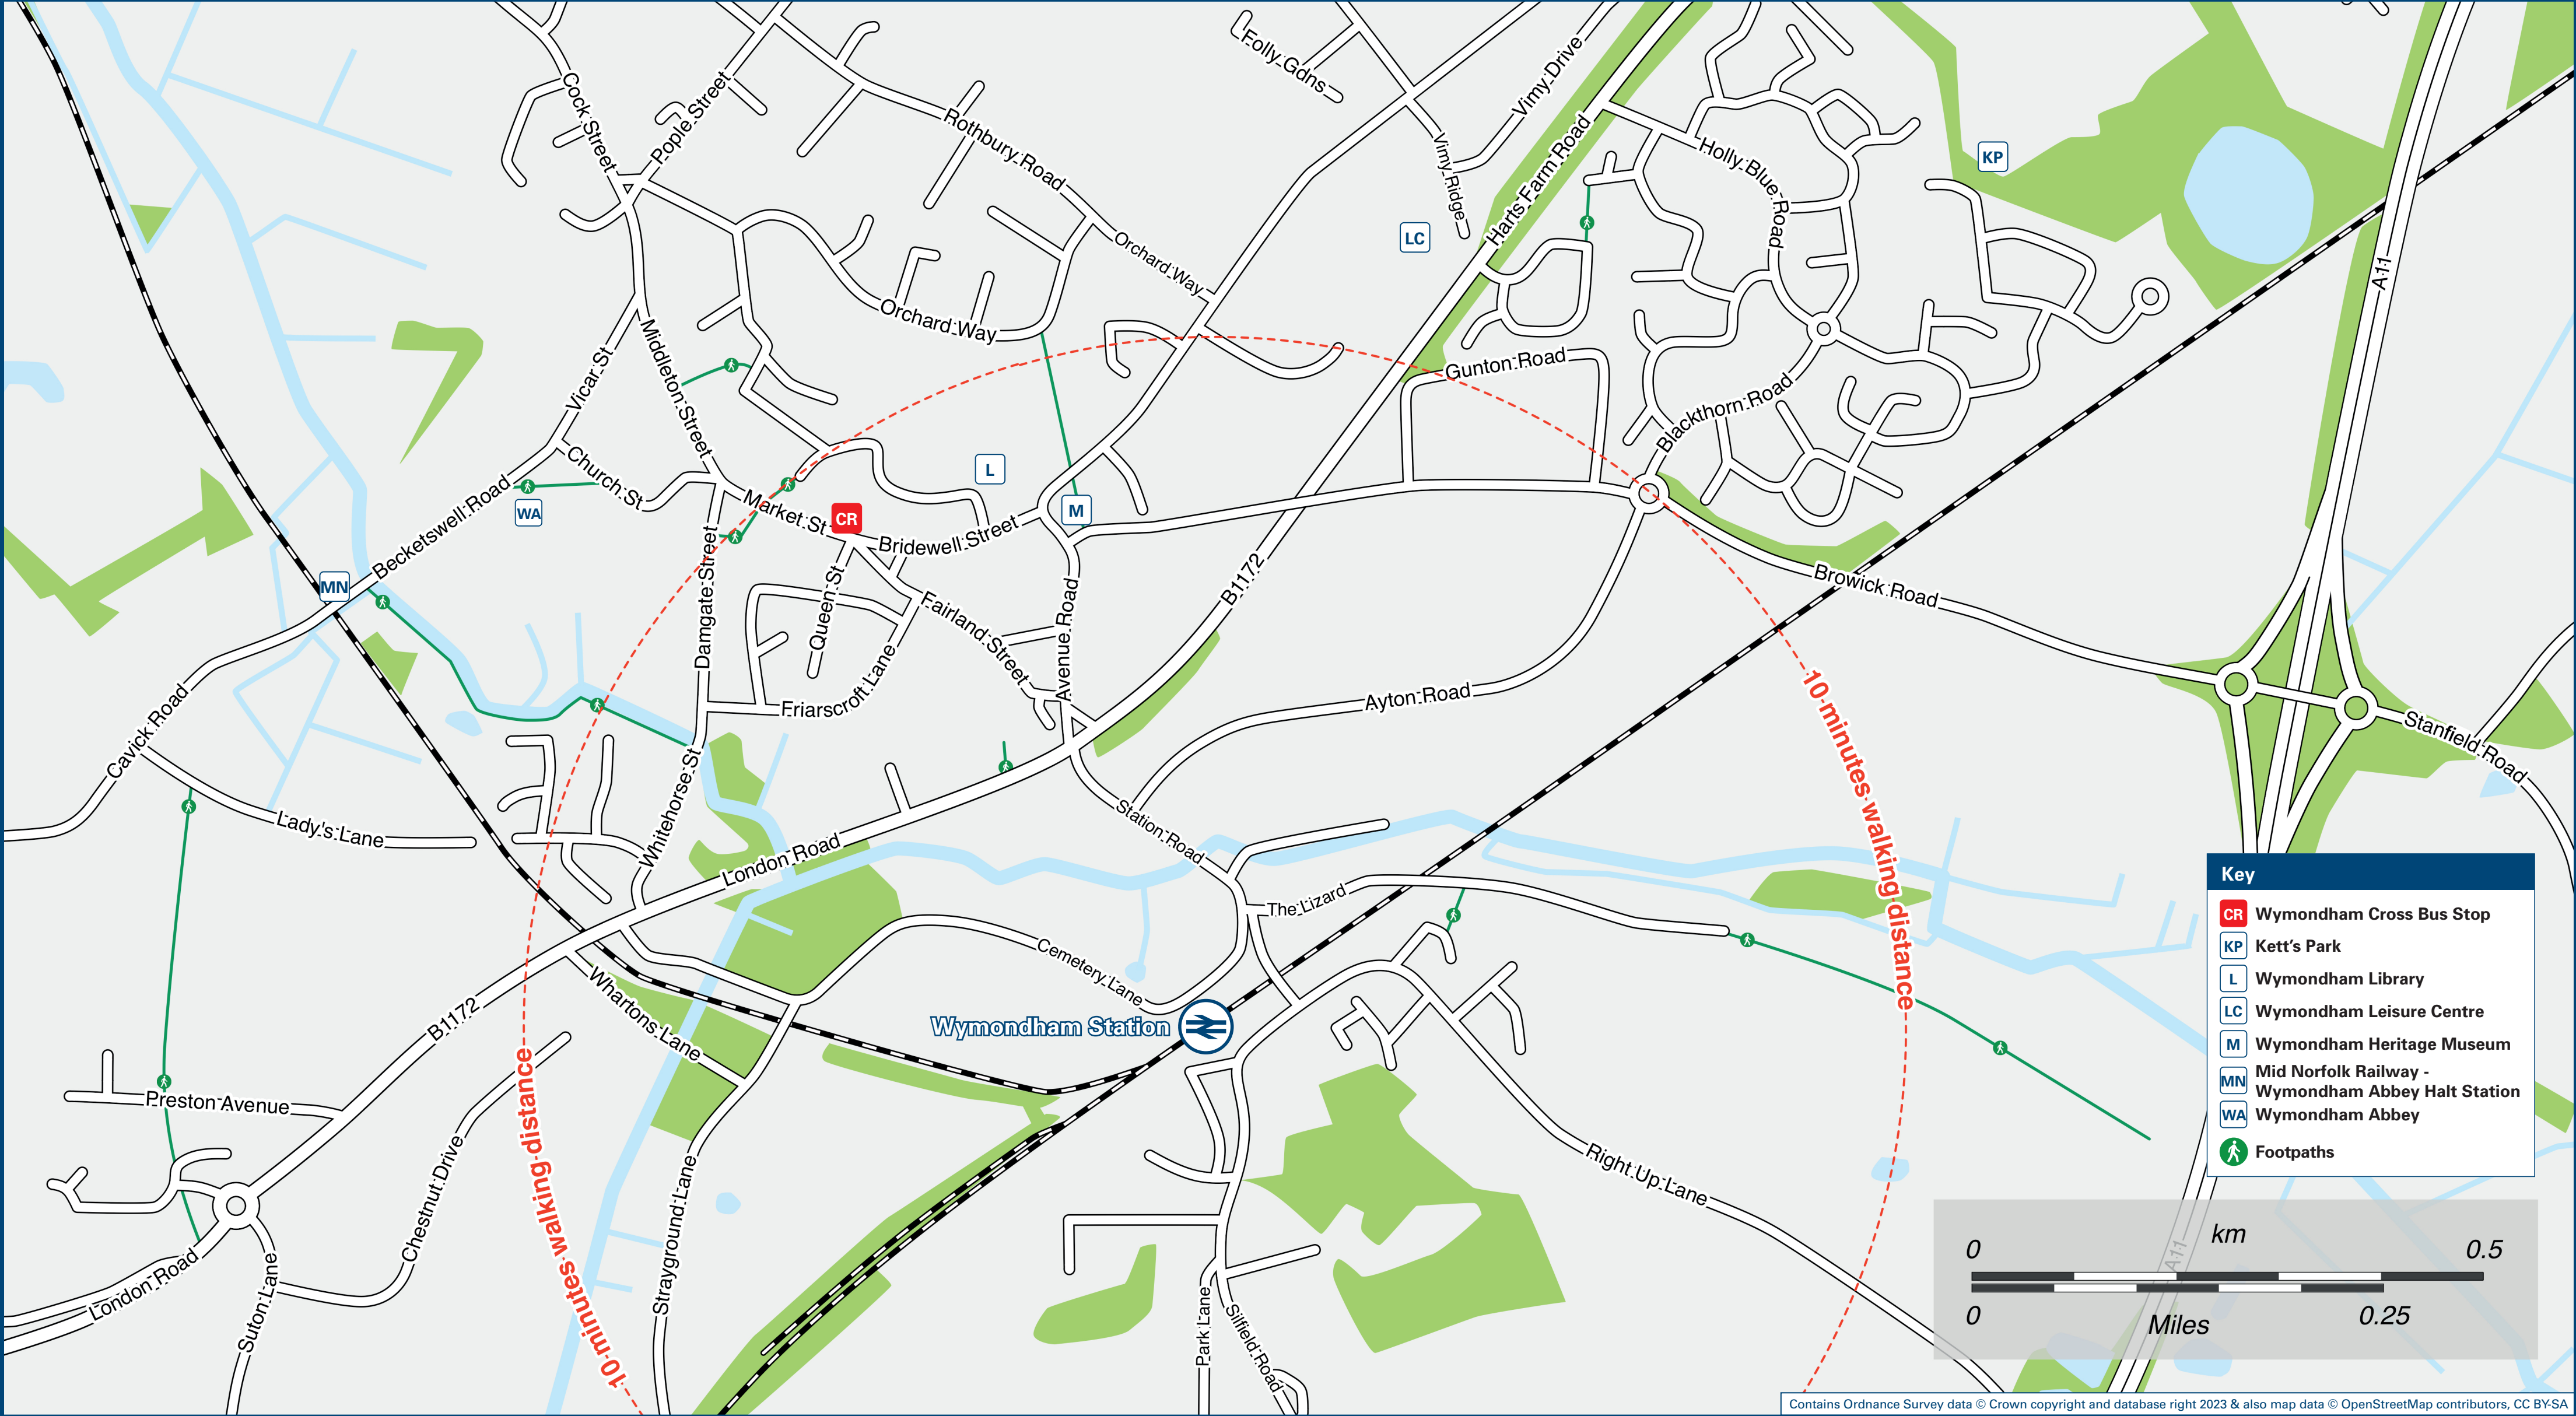 Folly Gdns
Vimy Drive
Cock Street
Pople Street
Rothbury Road
Vimy Ridge
Harts Farm Road
Holly Blue Road
KP
LC
A11
Orchard Way
Orchard Way
Middleton Street
Vicar St
Gunton Road
Blackthorn Road
Church St
L
Becketswell Road
WA
Market St
CR
M
Bridewell Street
MN
Damgate Street
Queen St
Fairland Street
Avenue Road
B1172
Browick Road
Friarscroft Lane
Ayton Road
10 minutes walking distance
Cavick Road
Stanfield Road
Lady's Lane
Whitehorse St
London Road
Station Road
The Lizard
Cemetery Lane
Whartons Lane
B1172
Wymondham Station
10 minutes walking distance
Preston Avenue
Chestnut Drive
Right Up Lane
Strayground Lane
London Road
Suton Lane
Park Lane
Silfield Road
A11
Key
CR Wymondham Cross Bus Stop
KP Kett's Park
L Wymondham Library
LC Wymondham Leisure Centre
M Wymondham Heritage Museum
MN Mid Norfolk Railway -
Wymondham Abbey Halt Station
WA Wymondham Abbey
Footpaths
km
0 0.5
0 0.25
Miles
Contains Ordnance Survey data © Crown copyright and database right 2023 & also map data © OpenStreetMap contributors, CC BY-SA